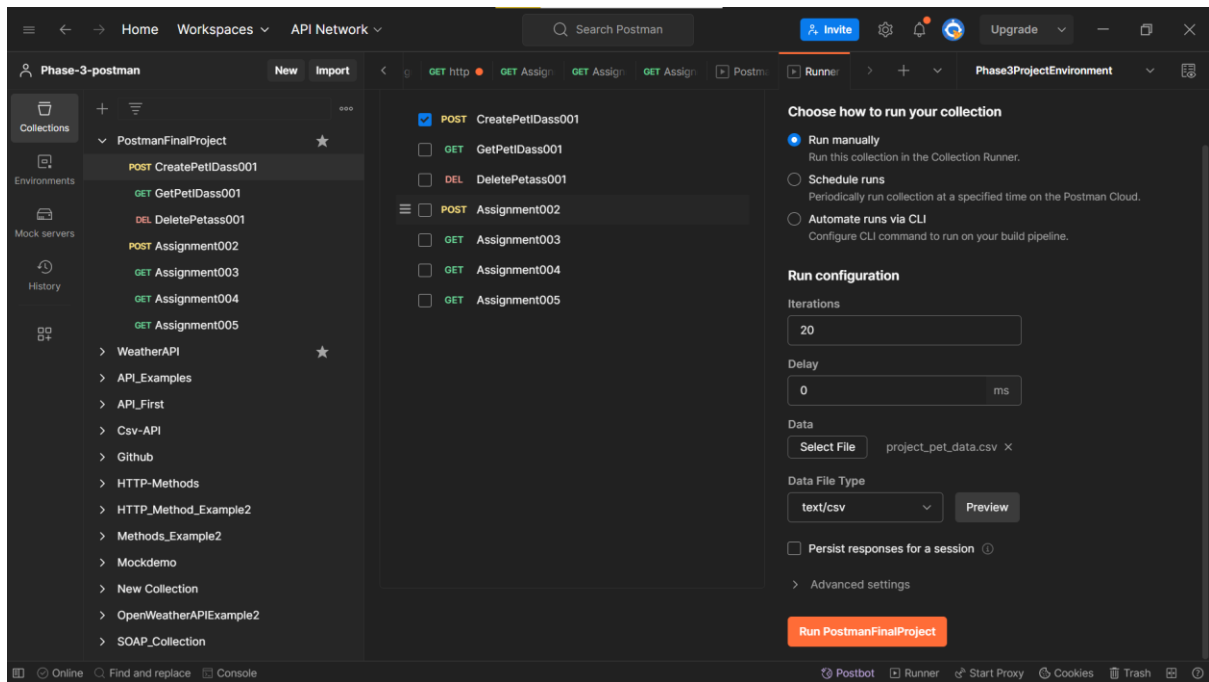 Home Workspaces API Network Search Postman Invite Upgrade
Phase-3-postman New Import GET http GET Assign GET Assign GET Assign Postm Runner Phase3ProjectEnvironment
Collections
Environments
Mock servers
History
PostmanFinalProject
POST CreatePetIDass001
GET GetPetIDass001
DEL DeletePetass001
POST Assignment002
GET Assignment003
GET Assignment004
GET Assignment005
WeatherAPI
API_Examples
API_First
Csv-API
Github
HTTP-Methods
HTTP_Method_Example2
Methods_Example2
Mockdemo
New Collection
OpenWeatherAPIExample2
SOAP_Collection
POST CreatePetIDass001
GET GetPetIDass001
DEL DeletePetass001
POST Assignment002
GET Assignment003
GET Assignment004
GET Assignment005
Choose how to run your collection
Run manually
Run this collection in the Collection Runner.
Schedule runs
Periodically run collection at a specified time on the Postman Cloud.
Automate runs via CLI
Configure CLI command to run on your build pipeline.
Run configuration
Iterations
20
Delay
0 ms
Data
Select File project_pet_data.csv
Data File Type
text/csv Preview
Persist responses for a session
Advanced settings
Run PostmanFinalProject
Online Find and replace Console Postbot Runner Start Proxy Cookies Trash